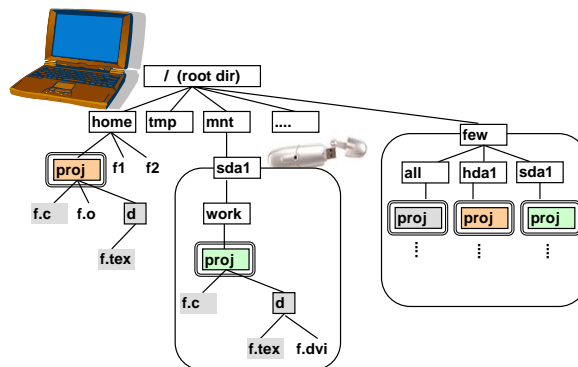 / (root dir)
home tmp mnt ....
few
proj f1 f2
sda1
all hda1 sda1
f.c f.o d
work
proj proj proj
f.tex
proj
f.c d
f.tex f.dvi